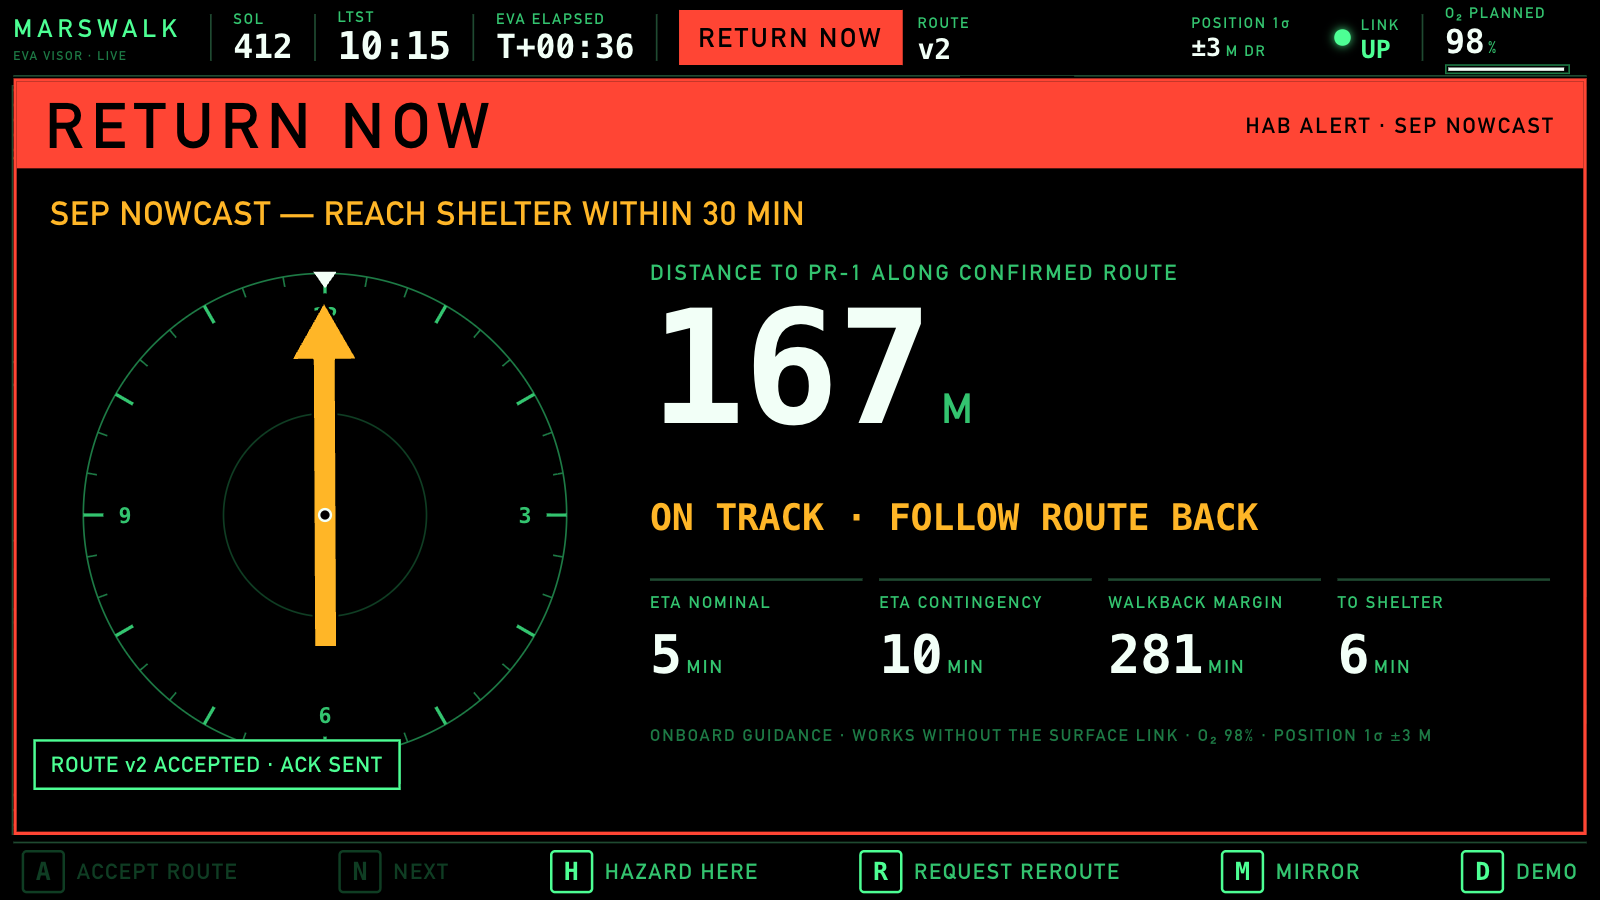 MARSWALK
EVA VISOR · LIVE
SOL
412
LTST
10:15
EVA ELAPSED
T+00:36
RETURN NOW
ROUTE
v2
POSITION 1σ
±3 M DR
LINK
UP
O₂ PLANNED
98 %
RETURN NOW
HAB ALERT · SEP NOWCAST
SEP NOWCAST — REACH SHELTER WITHIN 30 MIN
9
3
6
DISTANCE TO PR-1 ALONG CONFIRMED ROUTE
167 M
ON TRACK · FOLLOW ROUTE BACK
ETA NOMINAL
5 MIN
ETA CONTINGENCY
10 MIN
WALKBACK MARGIN
281 MIN
TO SHELTER
6 MIN
ONBOARD GUIDANCE · WORKS WITHOUT THE SURFACE LINK · O₂ 98% · POSITION 1σ ±3 M
ROUTE v2 ACCEPTED · ACK SENT
A ACCEPT ROUTE
N NEXT
H HAZARD HERE
R REQUEST REROUTE
M MIRROR
D DEMO